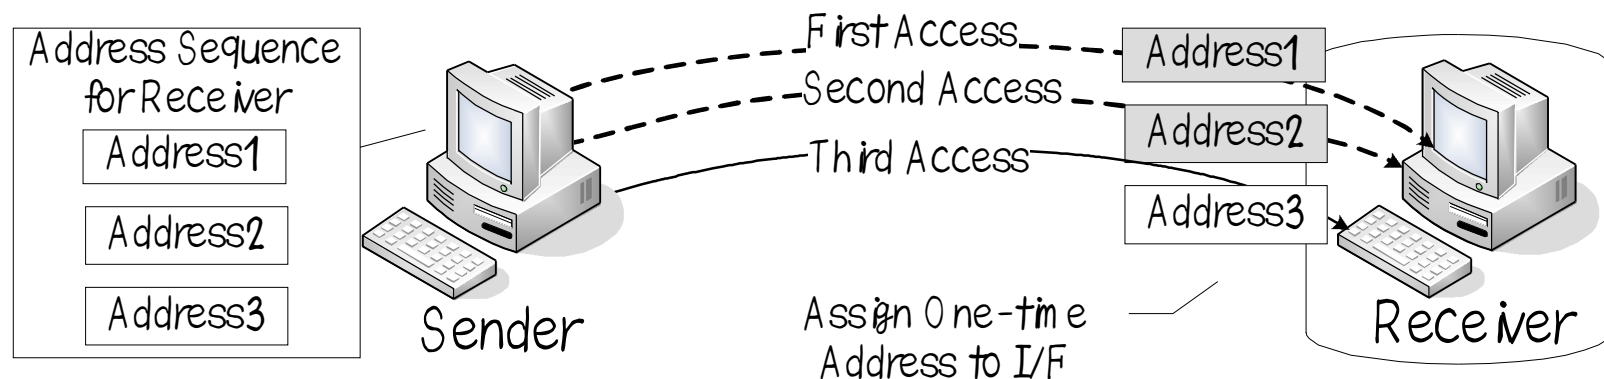 Address Sequence
for Receiver
Address1
Address2
Address3
Sender
First Access
Second Access
Third Access
Address1
Address2
Address3
Assign One-time
Address to I/F
Receiver